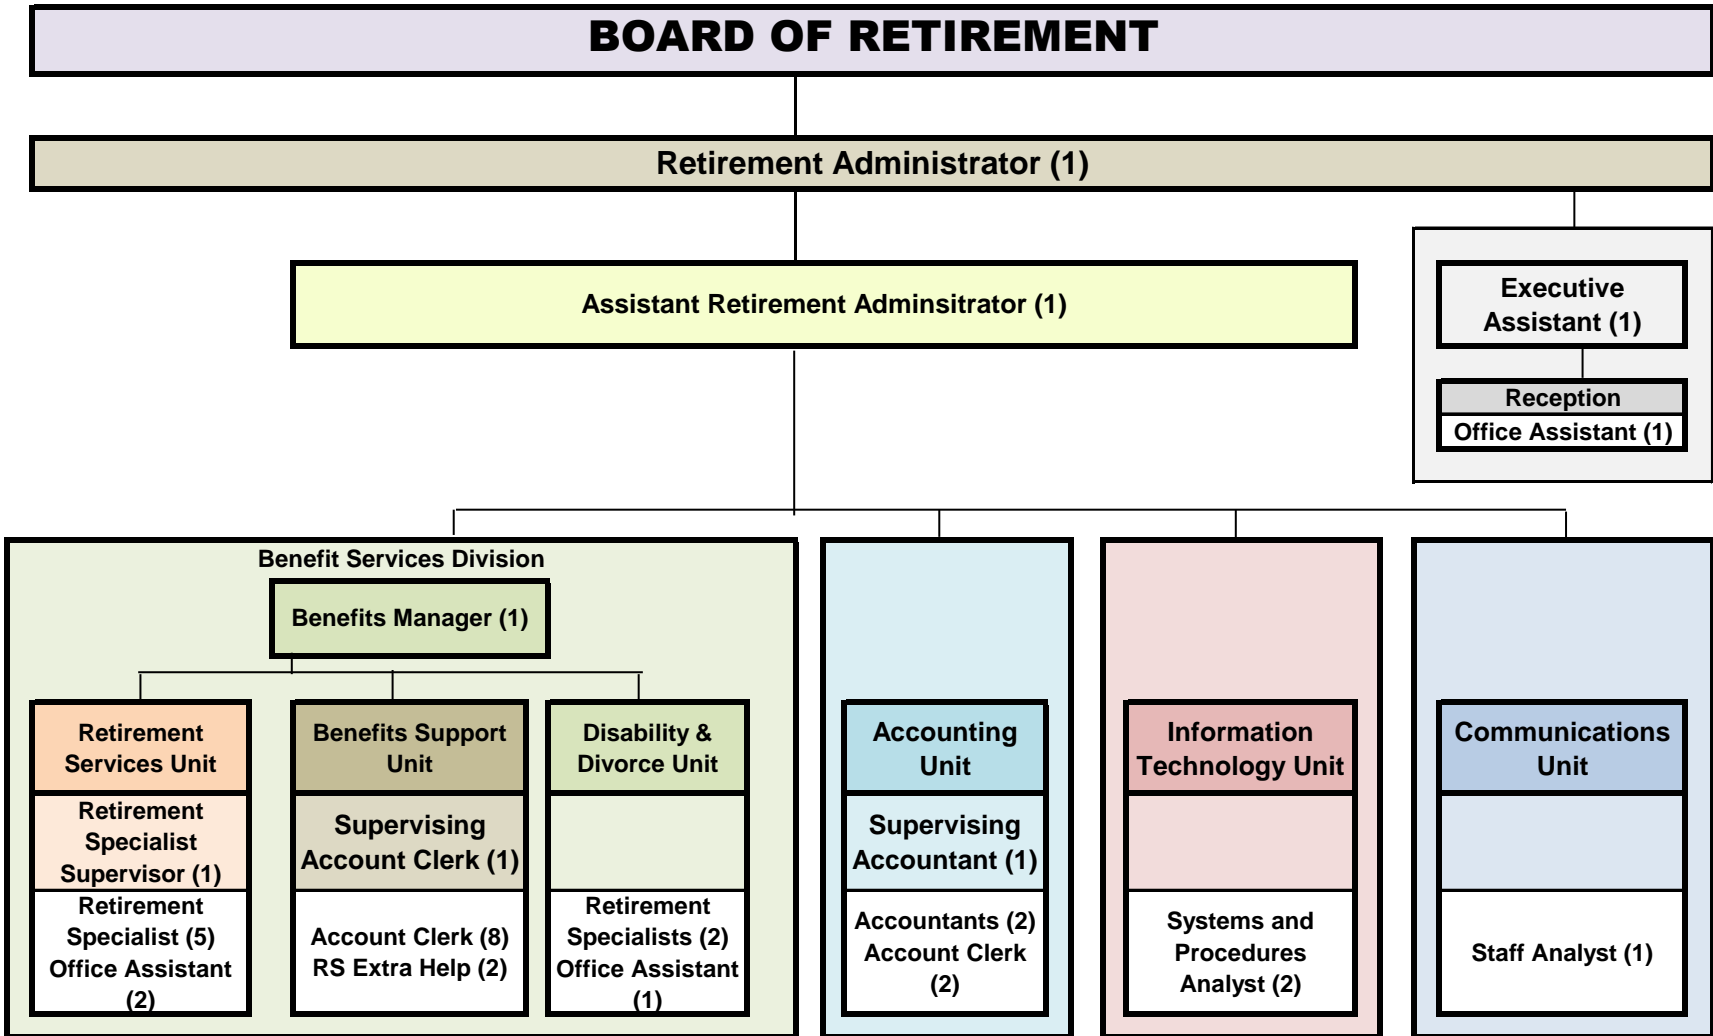 BOARD OF RETIREMENT
Retirement Administrator (1)
Assistant Retirement Adminsitrator (1)
Executive
Assistant (1)
Reception
Office Assistant (1)
Benefit Services Division
Benefits Manager (1)
Retirement
Services Unit
Retirement
Specialist
Supervisor (1)
Retirement
Specialist (5)
Office Assistant
(2)
Benefits Support
Unit
Supervising
Account Clerk (1)
Account Clerk (8)
RS Extra Help (2)
Disability &
Divorce Unit
Retirement
Specialists (2)
Office Assistant
(1)
Accounting
Unit
Supervising
Accountant (1)
Accountants (2)
Account Clerk
(2)
Information
Technology Unit
Systems and
Procedures
Analyst (2)
Communications
Unit
Staff Analyst (1)